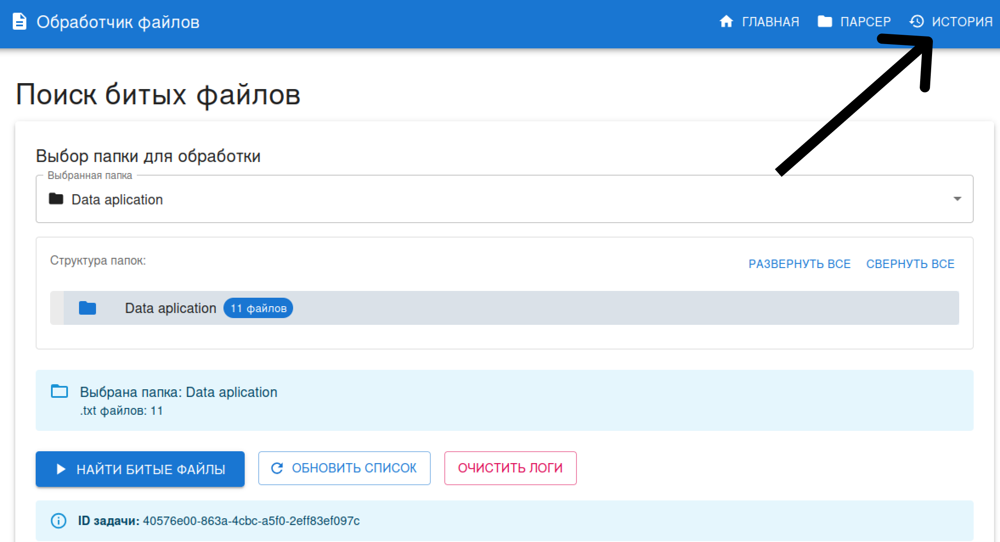 Обработчик файлов
ГЛАВНАЯ ПАРСЕР ИСТОРИЯ
Поиск битых файлов
Выбор папки для обработки
Выбранная папка
Data aplication
Структура папок:
РАЗВЕРНУТЬ ВСЕ СВЕРНУТЬ ВСЕ
Data aplication 11 файлов
Выбрана папка: Data aplication
.txt файлов: 11
НАЙТИ БИТЫЕ ФАЙЛЫ ОБНОВИТЬ СПИСОК ОЧИСТИТЬ ЛОГИ
ID задачи: 40576e00-863a-4cbc-a5f0-2eff83ef097c